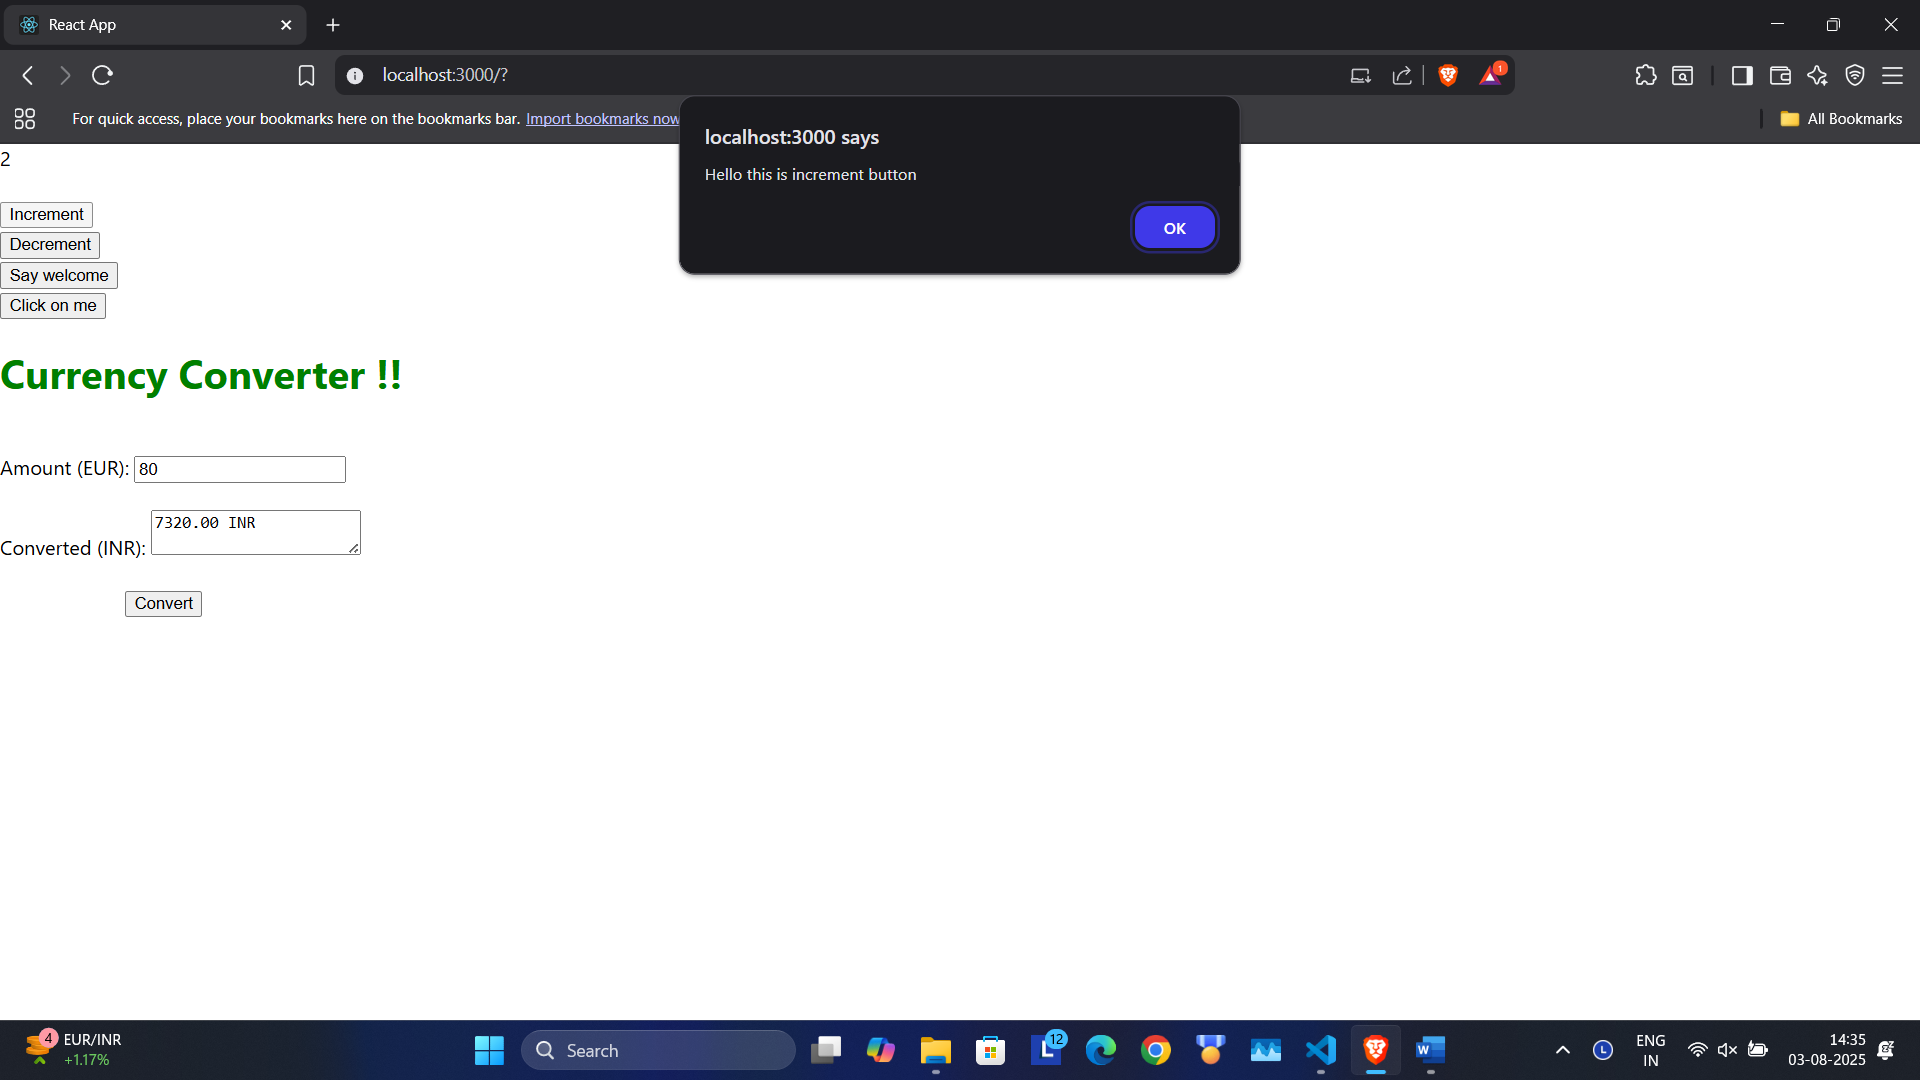 React App
localhost:3000/?
1
For quick access, place your bookmarks here on the bookmarks bar. Import bookmarks now
All Bookmarks
localhost:3000 says
Hello this is increment button
OK
2
Increment
Decrement
Say welcome
Click on me
Currency Converter !!
Amount (EUR): 80
Converted (INR): 7320.00 INR
Convert
4
EUR/INR
+1.17%
Search
12
L
W
L
ENG
IN
14:35
03-08-2025